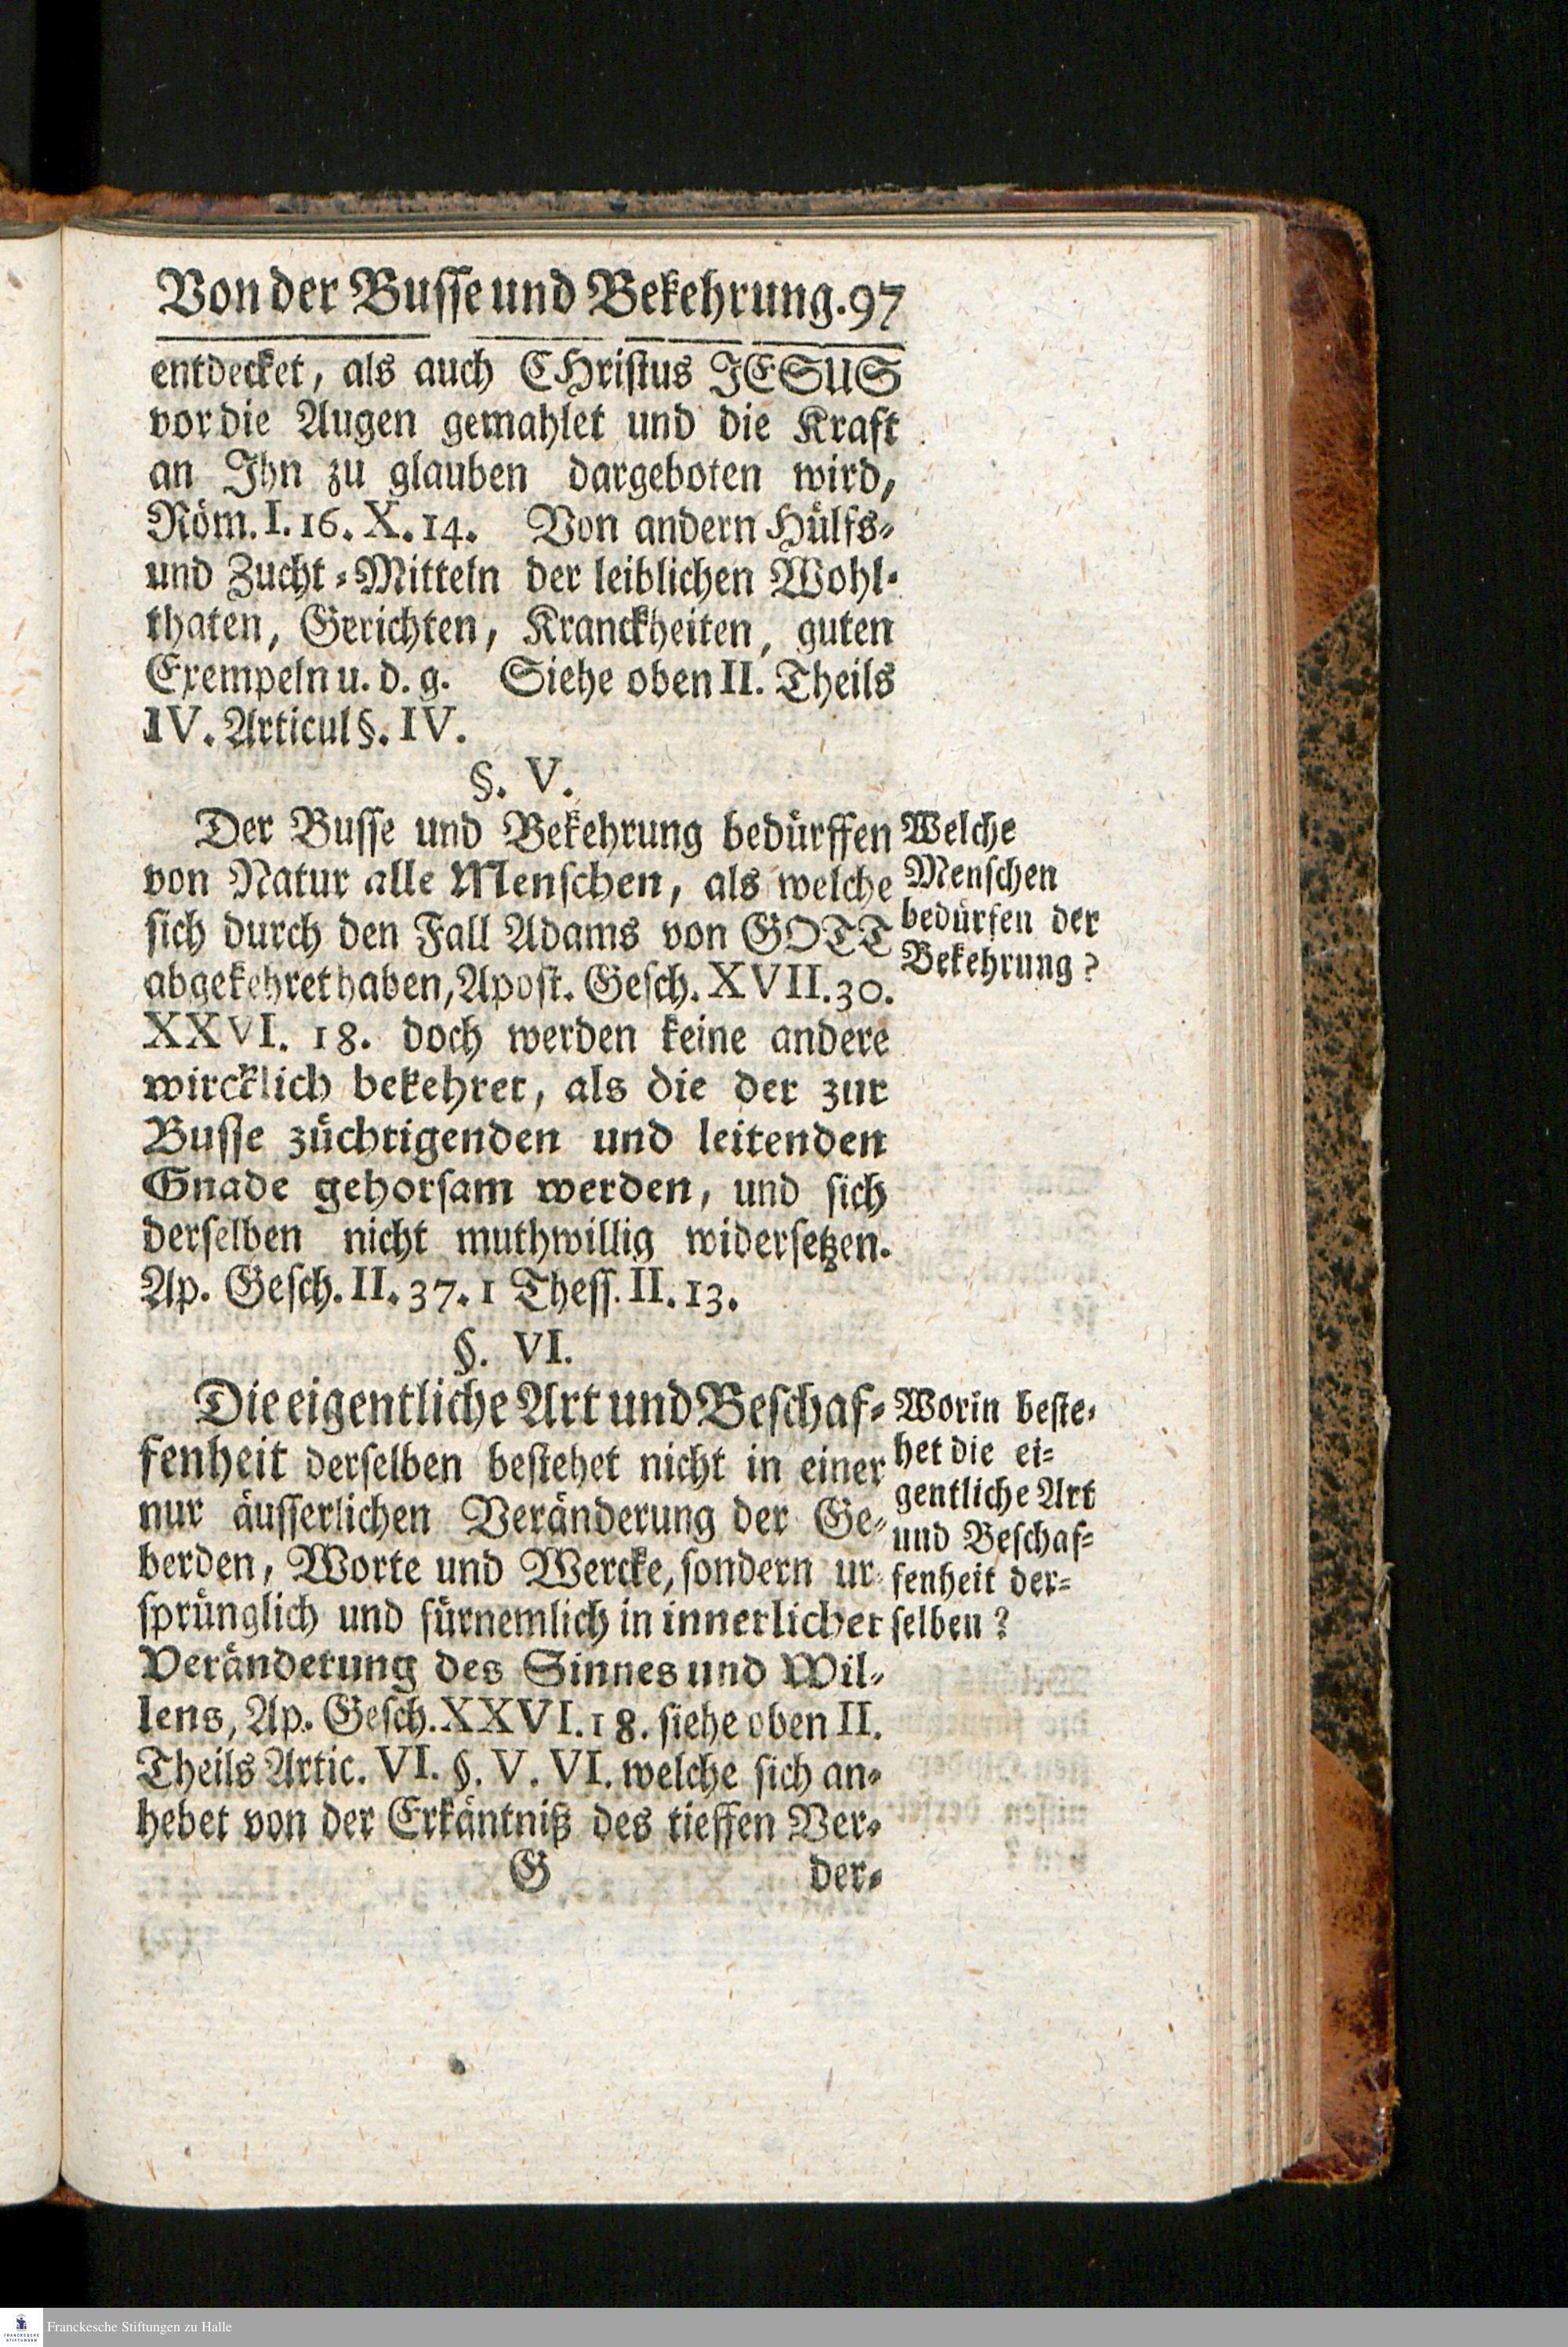 Von der Busse und Bekehrung. 97
entdecket, als auch CHristus JESUS
vor die Augen gemahlet und die Kraft
an Ihn zu glauben dargeboten wird,
Röm. I. 16. X. 14. Von andern Hülfs-
und Zucht-Mitteln der leiblichen Wohl-
thaten, Gerichten, Kranckheiten, guten
Exempeln u. d. g. Siehe oben II. Theils
IV. Articul §. IV.
§. V.
Der Busse und Bekehrung bedürffen
von Natur alle Menschen, als welche
sich durch den Fall Adams von GOTT
abgekehret haben, Apost. Gesch. XVII. 30.
XXVI. 18. doch werden keine andere
wircklich bekehret, als die der zur
Busse züchtigenden und leitenden
Gnade gehorsam werden, und sich
derselben nicht muthwillig widersetzen.
Ap. Gesch. II. 37. 1 Thess. II. 13.
Welche
Menschen
bedürfen der
Bekehrung?
§. VI.
Die eigentliche Art und Beschaf-
fenheit derselben bestehet nicht in einer
nur äusserlichen Veränderung der Ge-
berden, Worte und Wercke, sondern ur-
sprünglich und fürnemlich in innerlicher
Veränderung des Sinnes und Wil-
lens, Ap. Gesch. XXVI. 18. siehe oben II.
Theils Artic. VI. §. V. VI. welche sich an-
hebet von der Erkäntniß des tieffen Ver-
Worin beste-
het die ei-
gentliche Art
und Beschaf-
fenheit der-
selben?
G der-
Franckesche Stiftungen zu Halle